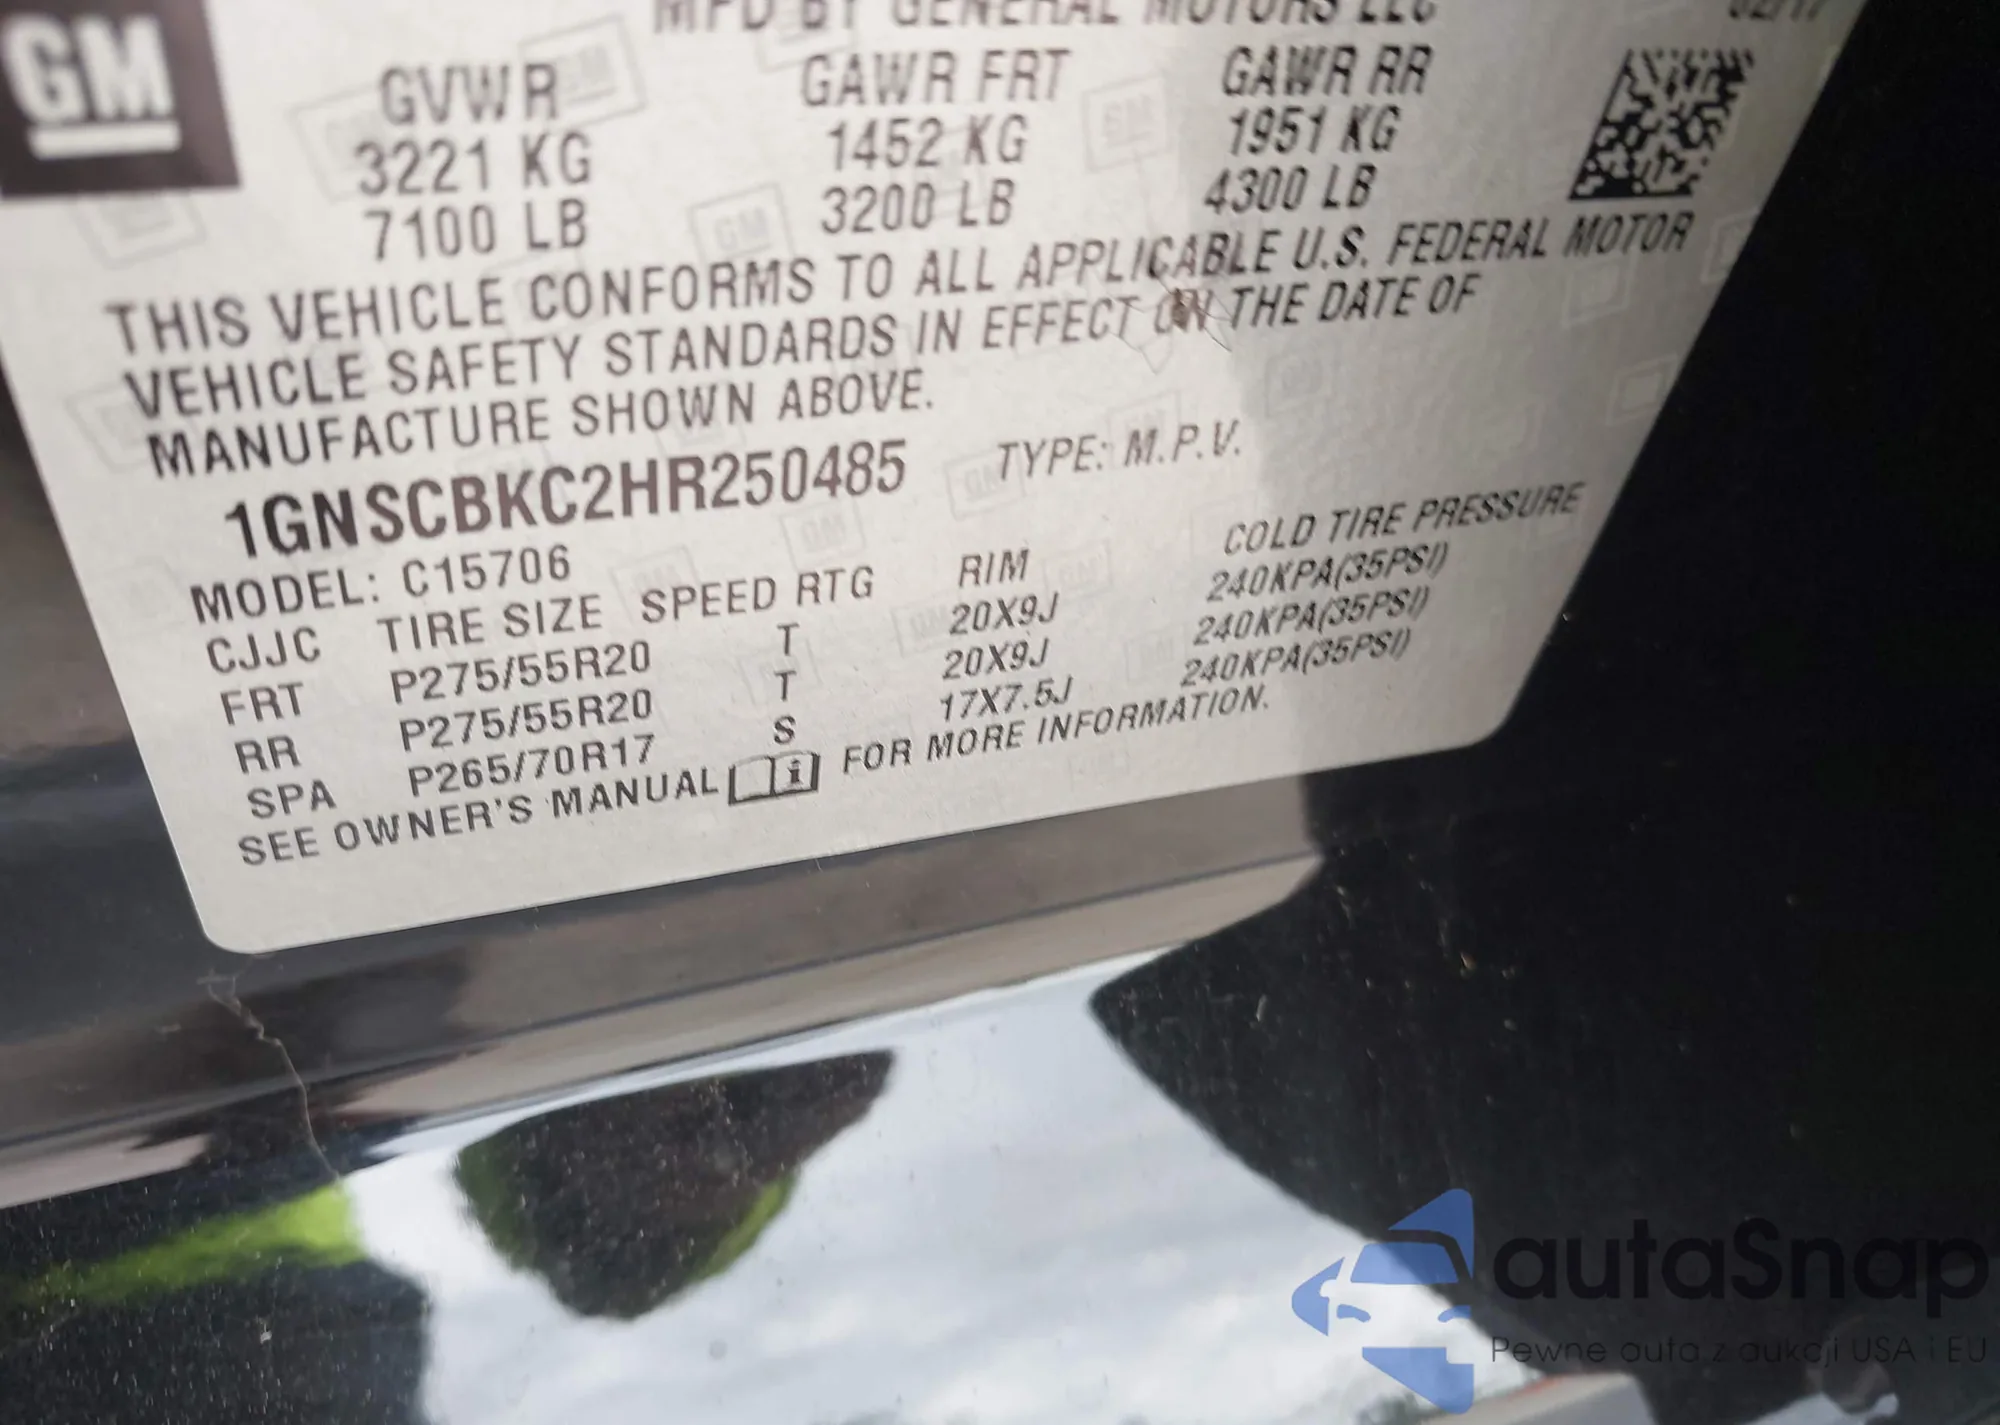 GM
MFD BY GENERAL MOTORS LLC
02/17
GVWR GAWR FRT GAWR RR
3221 KG 1452 KG 1951 KG
7100 LB 3200 LB 4300 LB
THIS VEHICLE CONFORMS TO ALL APPLICABLE U.S. FEDERAL MOTOR
VEHICLE SAFETY STANDARDS IN EFFECT ON THE DATE OF
MANUFACTURE SHOWN ABOVE.
1GNSCBKC2HR250485 TYPE: M.P.V.
MODEL: C15706
CJJC TIRE SIZE SPEED RTG RIM COLD TIRE PRESSURE
FRT P275/55R20 T 20X9J 240KPA(35PSI)
RR P275/55R20 T 20X9J 240KPA(35PSI)
SPA P265/70R17 S 17X7.5J 240KPA(35PSI)
SEE OWNER'S MANUAL FOR MORE INFORMATION.
autaSnap
Pewne auta z aukcji USA i EU